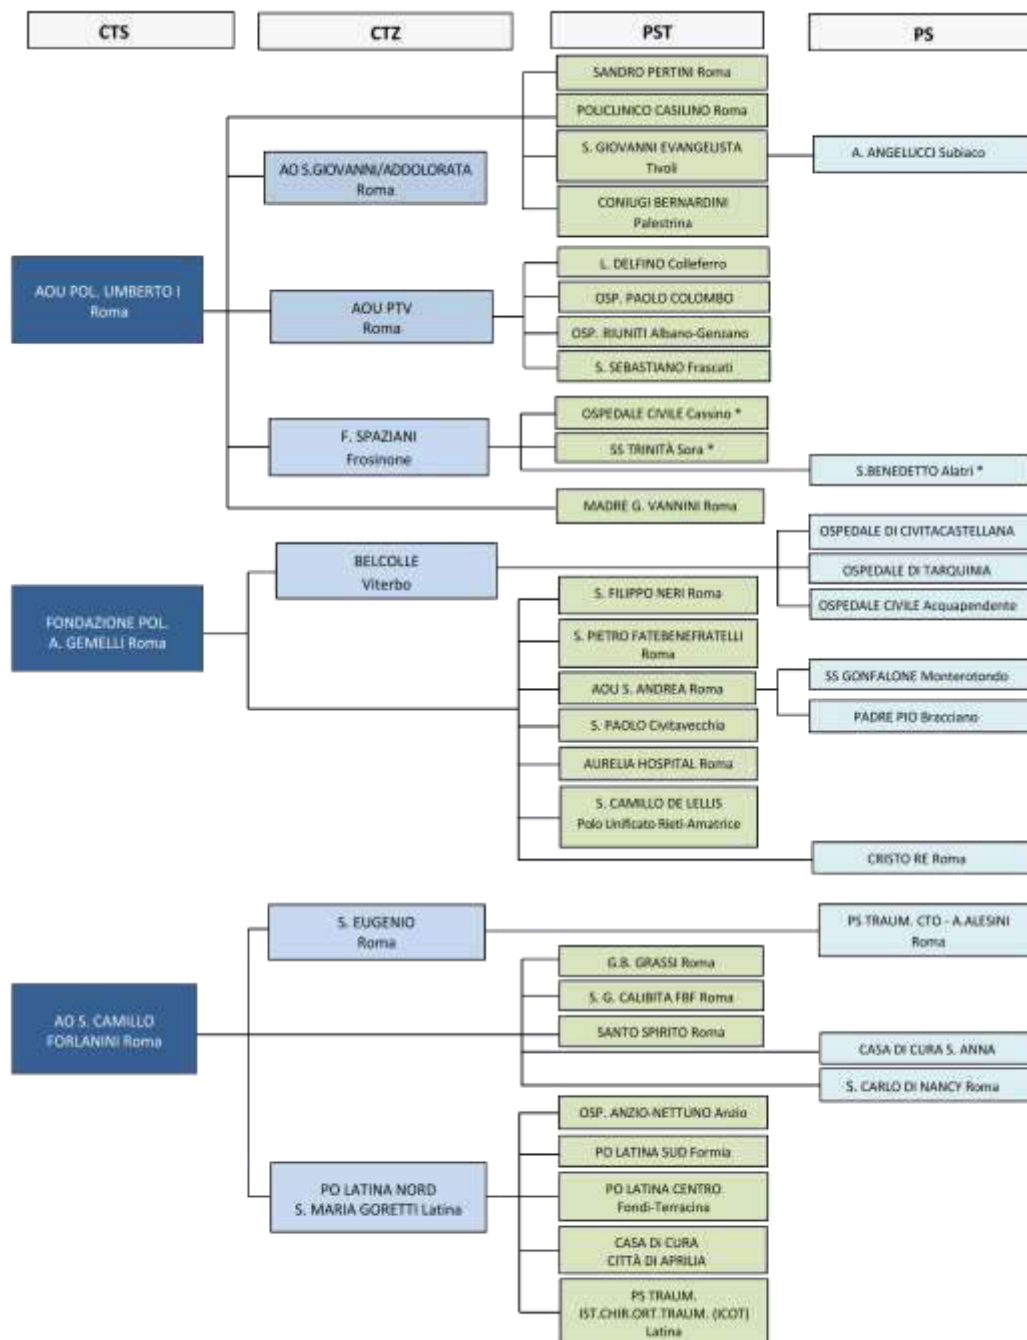 CTS
CTZ
PST
PS
SANDRO PERTINI Roma
POLICLINICO CASILINO Roma
S. GIOVANNI EVANGELISTA
Tivoli
A. ANGELUCCI Subiaco
AO S.GIOVANNI/ADDOLORATA
Roma
CONIUGI BERNARDINI
Palestrina
AOU POL. UMBERTO I
Roma
L. DELFINO Colleferro
AOU PTV
Roma
OSP. PAOLO COLOMBO
OSP. RIUNITI Albano-Genzano
S. SEBASTIANO Frascati
F. SPAZIANI
Frosinone
OSPEDALE CIVILE Cassino *
SS TRINITÀ Sora *
S.BENEDETTO Alatri *
MADRE G. VANNINI Roma
BELCOLLE
Viterbo
OSPEDALE DI CIVITACASTELLANA
OSPEDALE DI TARQUINIA
OSPEDALE CIVILE Acquapendente
FONDAZIONE POL.
A. GEMELLI Roma
S. FILIPPO NERI Roma
S. PIETRO FATEBENEFRATELLI
Roma
AOU S. ANDREA Roma
SS GONFALONE Monterotondo
PADRE PIO Bracciano
S. PAOLO Civitavecchia
AURELIA HOSPITAL Roma
S. CAMILLO DE LELLIS
Polo Unificato Rieti-Amatrice
CRISTO RE Roma
S. EUGENIO
Roma
PS TRAUM. CTO - A.ALESINI
Roma
AO S. CAMILLO
FORLANINI Roma
G.B. GRASSI Roma
S. G. CALIBITA FBF Roma
SANTO SPIRITO Roma
CASA DI CURA S. ANNA
S. CARLO DI NANCY Roma
PO LATINA NORD
S. MARIA GORETTI Latina
OSP. ANZIO-NETTUNO Anzio
PO LATINA SUD Formia
PO LATINA CENTRO
Fondi-Terracina
CASA DI CURA
CITTÀ DI APRILIA
PS TRAUM.
IST.CHIR.ORT.TRAUM. (ICOT)
Latina